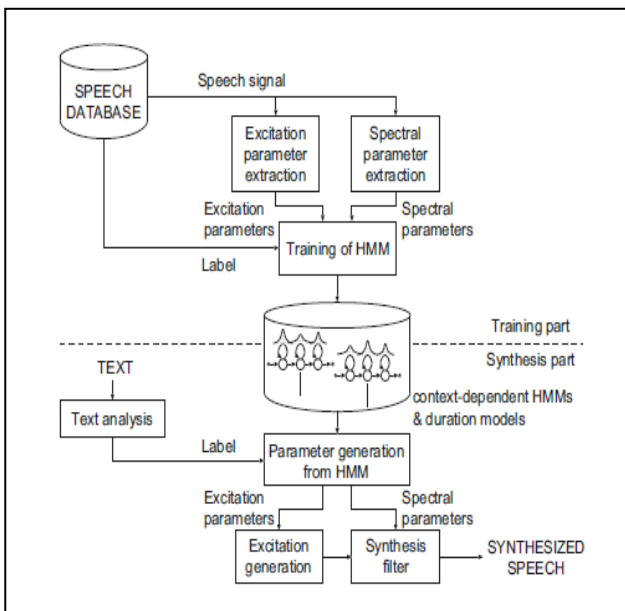 SPEECH
DATABASE
Speech signal
Excitation
parameter
extraction
Spectral
parameter
extraction
Excitation
parameters
Spectral
parameters
Training of HMM
Label
Training part
Synthesis part
context-dependent HMMs
& duration models
TEXT
Text analysis
Label
Parameter generation
from HMM
Excitation
parameters
Spectral
parameters
Excitation
generation
Synthesis
filter
SYNTHESIZED
SPEECH